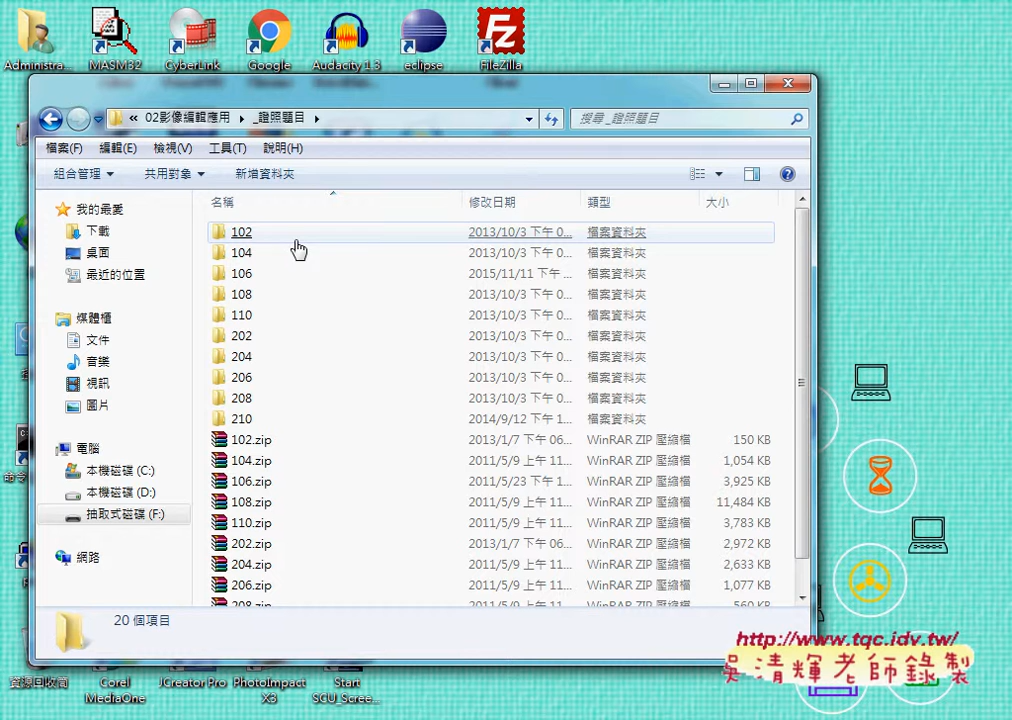 Administra...
MASM32
CyberLink
Google
Audacity 1.3
eclipse
FileZilla
« 02影像編輯應用 ▸ _證照題目 ▸
搜尋 _證照題目
檔案(F) 編輯(E) 檢視(V) 工具(T) 說明(H)
組合管理 共用對象 新增資料夾
我的最愛
下載
桌面
最近的位置
媒體櫃
文件
音樂
視訊
圖片
電腦
本機磁碟 (C:)
本機磁碟 (D:)
抽取式磁碟 (F:)
網路
名稱 修改日期 類型 大小
102 2013/10/3 下午 0... 檔案資料夾
104 2013/10/3 下午 0... 檔案資料夾
106 2015/11/11 下午 ... 檔案資料夾
108 2013/10/3 下午 0... 檔案資料夾
110 2013/10/3 下午 0... 檔案資料夾
202 2013/10/3 下午 0... 檔案資料夾
204 2013/10/3 下午 0... 檔案資料夾
206 2013/10/3 下午 0... 檔案資料夾
208 2013/10/3 下午 0... 檔案資料夾
210 2014/9/12 下午 1... 檔案資料夾
102.zip 2013/1/7 下午 06... WinRAR ZIP 壓縮檔 150 KB
104.zip 2011/5/9 上午 11... WinRAR ZIP 壓縮檔 1,054 KB
106.zip 2011/5/23 上午 1... WinRAR ZIP 壓縮檔 3,925 KB
108.zip 2011/5/9 上午 11... WinRAR ZIP 壓縮檔 11,484 KB
110.zip 2011/5/9 上午 11... WinRAR ZIP 壓縮檔 3,783 KB
202.zip 2013/1/7 下午 06... WinRAR ZIP 壓縮檔 2,972 KB
204.zip 2011/5/9 上午 11... WinRAR ZIP 壓縮檔 2,633 KB
206.zip 2011/5/9 上午 11... WinRAR ZIP 壓縮檔 1,077 KB
208.zip 2011/5/9 上午 11... WinRAR ZIP 壓縮檔 560 KB
20 個項目
http://www.tqc.idv.tw/
吳清輝老師錄製
資源回收筒
Corel MediaOne
JCreator Pro
PhotoImpact X3
Start SCU_Scree...